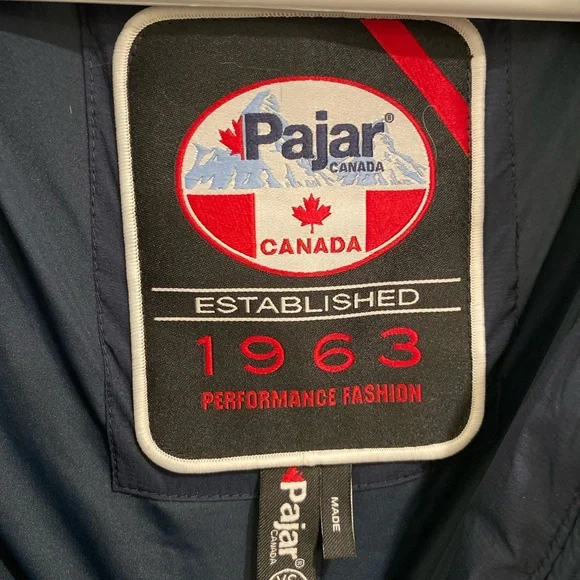 Pajar®
CANADA
CANADA
ESTABLISHED
1963
PERFORMANCE FASHION
Pajar®
CANADA
MADE